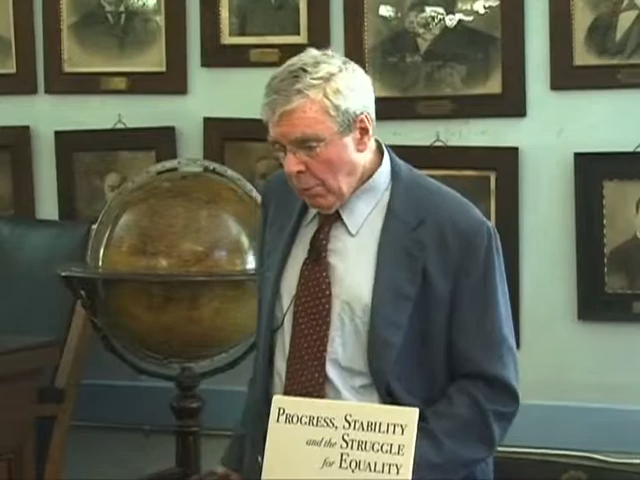 PROGRESS, STABILITY
and the STRUGGLE
for EQUALITY